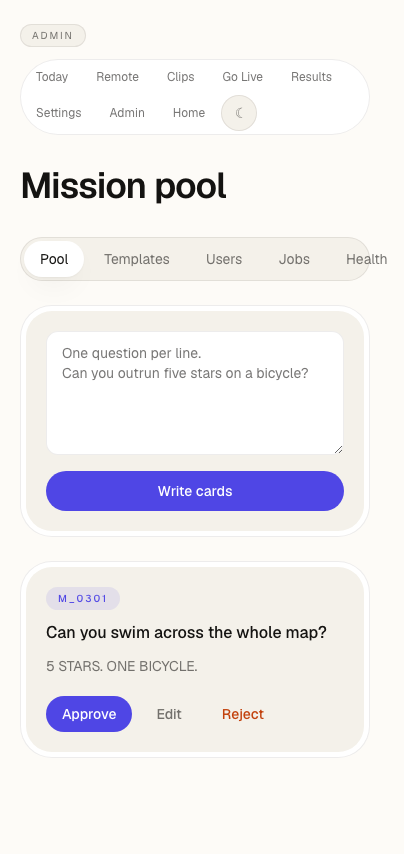 ADMIN
Today Remote Clips Go Live Results
Settings Admin Home
Mission pool
Pool Templates Users Jobs Health
One question per line.
Can you outrun five stars on a bicycle?
Write cards
M_0301
Can you swim across the whole map?
5 STARS. ONE BICYCLE.
Approve Edit Reject